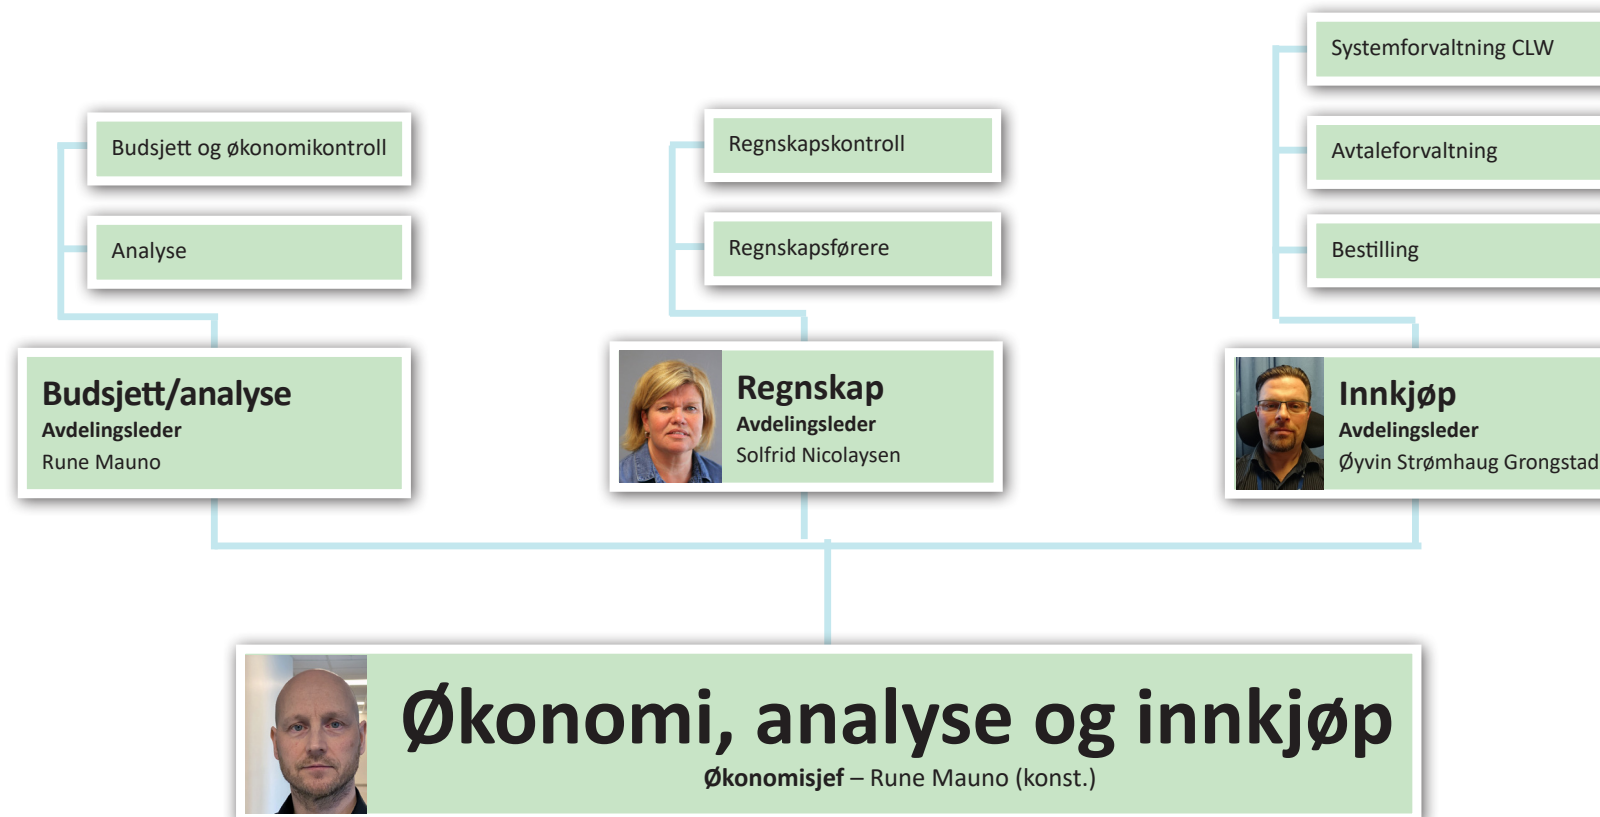 Systemforvaltning CLW
Budsjett og økonomikontroll
Regnskapskontroll
Avtaleforvaltning
Analyse
Regnskapsførere
Bestilling
Budsjett/analyse
Avdelingsleder
Rune Mauno
Regnskap
Avdelingsleder
Solfrid Nicolaysen
Innkjøp
Avdelingsleder
Øyvin Strømhaug Grongstad
Økonomi, analyse og innkjøp
Økonomisjef – Rune Mauno (konst.)